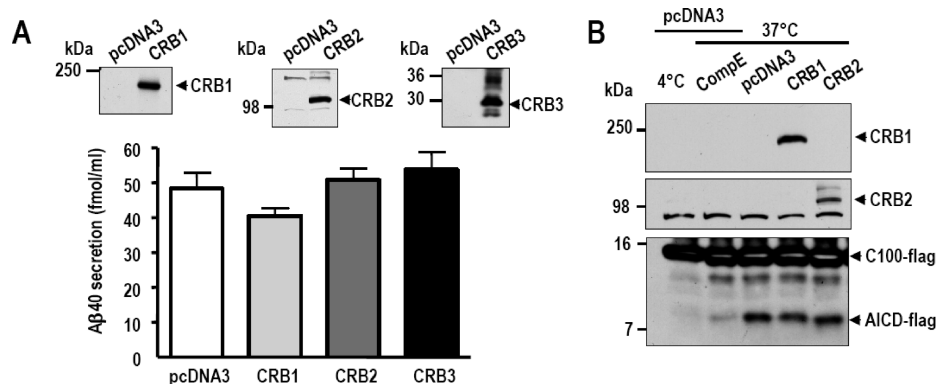 A
kDa
pcDNA3
CRB1
250
CRB1
kDa
pcDNA3
CRB2
98
CRB2
kDa
pcDNA3
CRB3
36
30
CRB3
Aβ40 secretion (fmol/ml)
60
50
40
30
20
10
0
pcDNA3
CRB1
CRB2
CRB3
B
pcDNA3
37°C
kDa
4°C
CompE
pcDNA3
CRB1
CRB2
250
CRB1
98
CRB2
16
C100-flag
7
AICD-flag